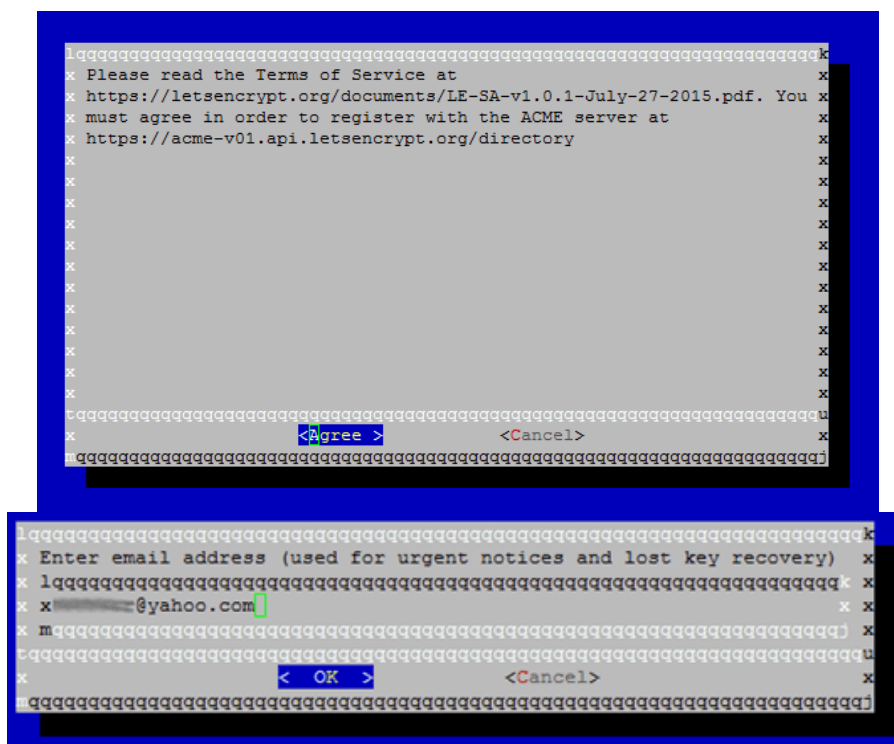 Please read the Terms of Service at
https://letsencrypt.org/documents/LE-SA-v1.0.1-July-27-2015.pdf. You
must agree in order to register with the ACME server at
https://acme-v01.api.letsencrypt.org/directory
<Agree > <Cancel>
Enter email address (used for urgent notices and lost key recovery)
@yahoo.com
< OK > <Cancel>